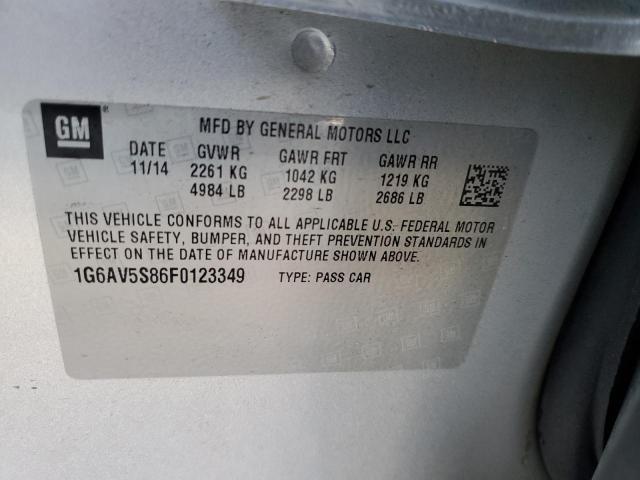 GM
®
MFD BY GENERAL MOTORS LLC
DATE GVWR GAWR FRT GAWR RR
11/14 2261 KG 1042 KG 1219 KG
4984 LB 2298 LB 2686 LB
THIS VEHICLE CONFORMS TO ALL APPLICABLE U.S. FEDERAL MOTOR
VEHICLE SAFETY, BUMPER, AND THEFT PREVENTION STANDARDS IN
EFFECT ON THE DATE OF MANUFACTURE SHOWN ABOVE.
1G6AV5S86F0123349 TYPE: PASS CAR